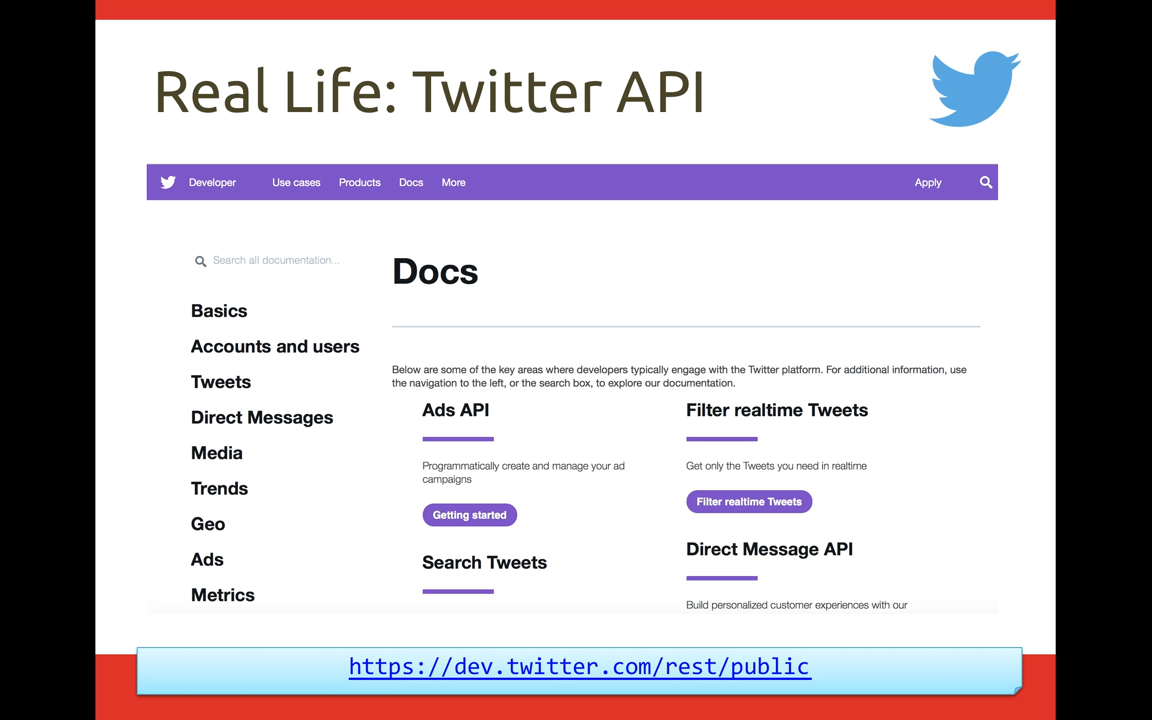 Real Life: Twitter API
Developer Use cases Products Docs More Apply
Search all documentation...
Basics
Accounts and users
Tweets
Direct Messages
Media
Trends
Geo
Ads
Metrics
Docs
Below are some of the key areas where developers typically engage with the Twitter platform. For additional information, use
the navigation to the left, or the search box, to explore our documentation.
Ads API
Programmatically create and manage your ad
campaigns
Getting started
Search Tweets
Filter realtime Tweets
Get only the Tweets you need in realtime
Filter realtime Tweets
Direct Message API
Build personalized customer experiences with our
https://dev.twitter.com/rest/public